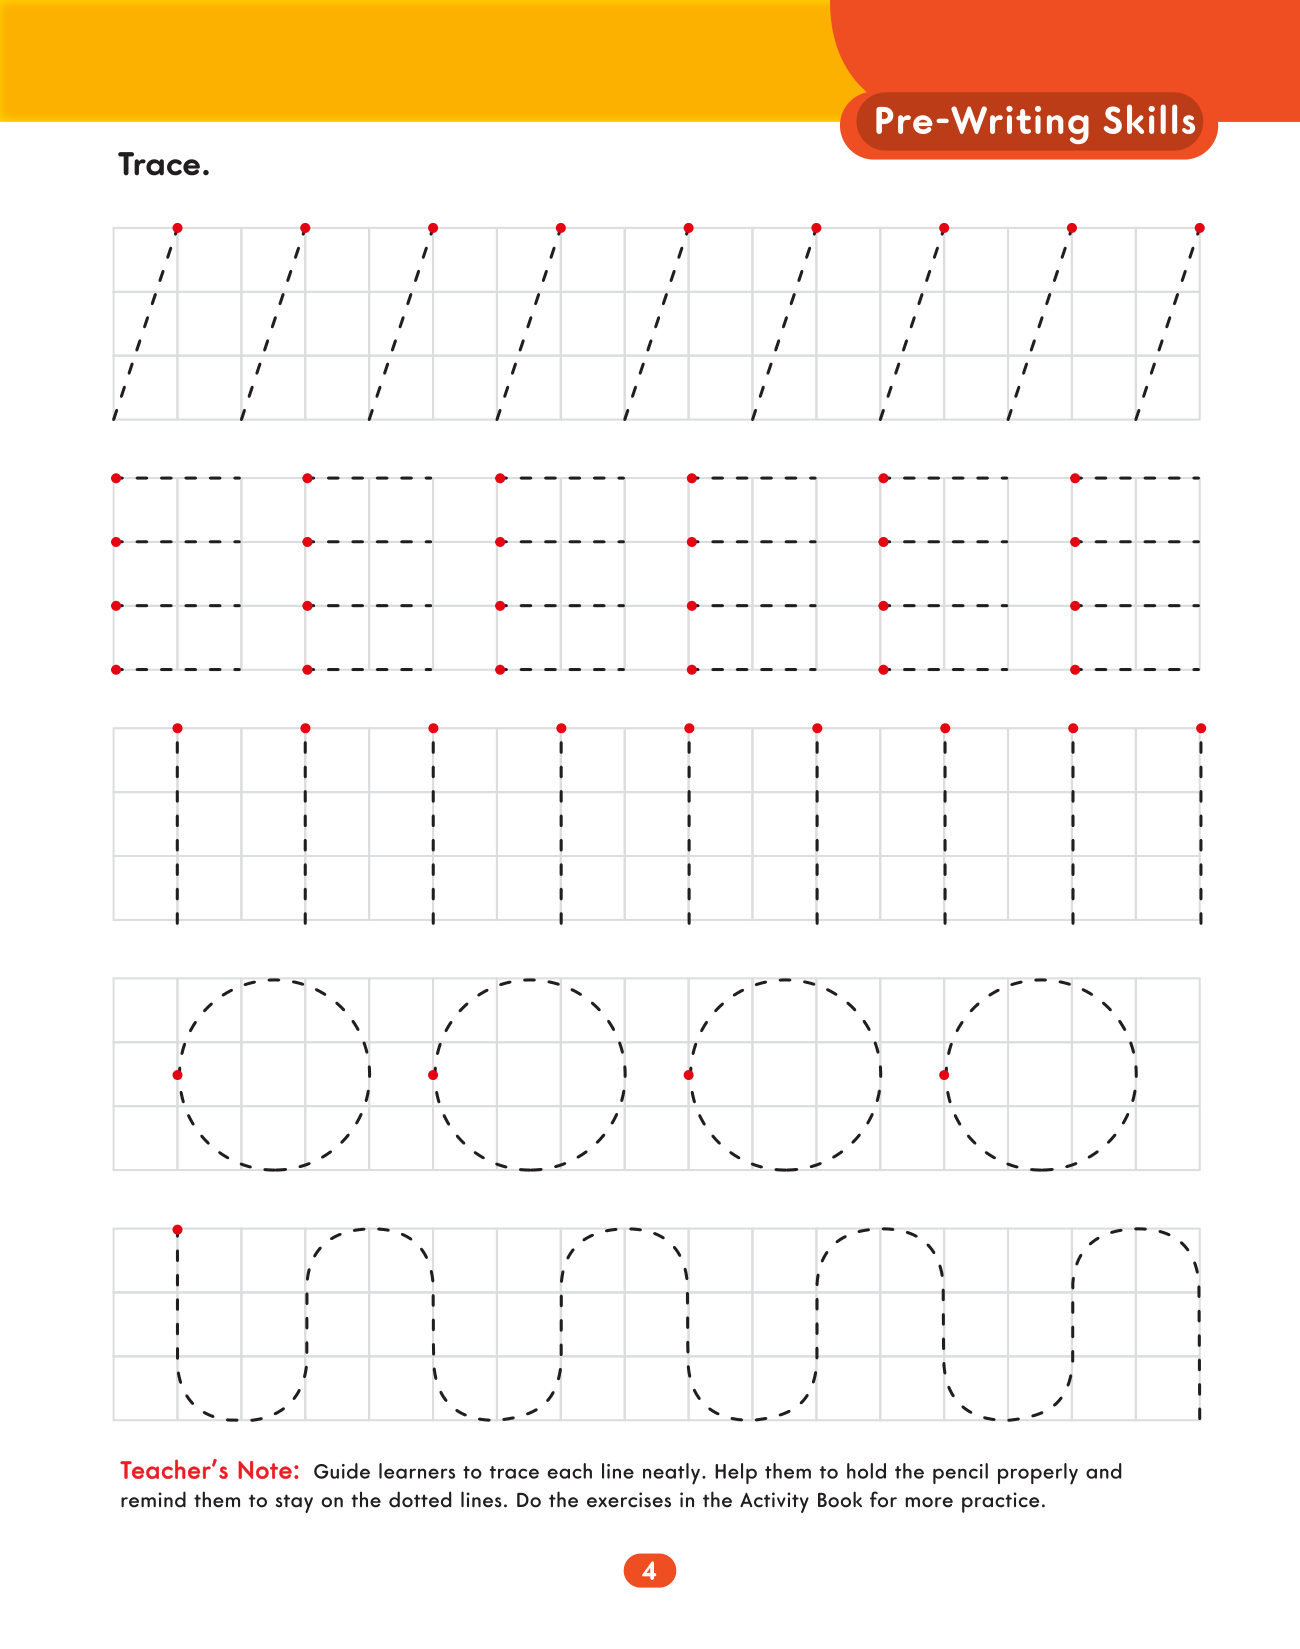 Pre-Writing Skills
Trace.
Teacher's Note: Guide learners to trace each line neatly. Help them to hold the pencil properly and
remind them to stay on the dotted lines. Do the exercises in the Activity Book for more practice.
4